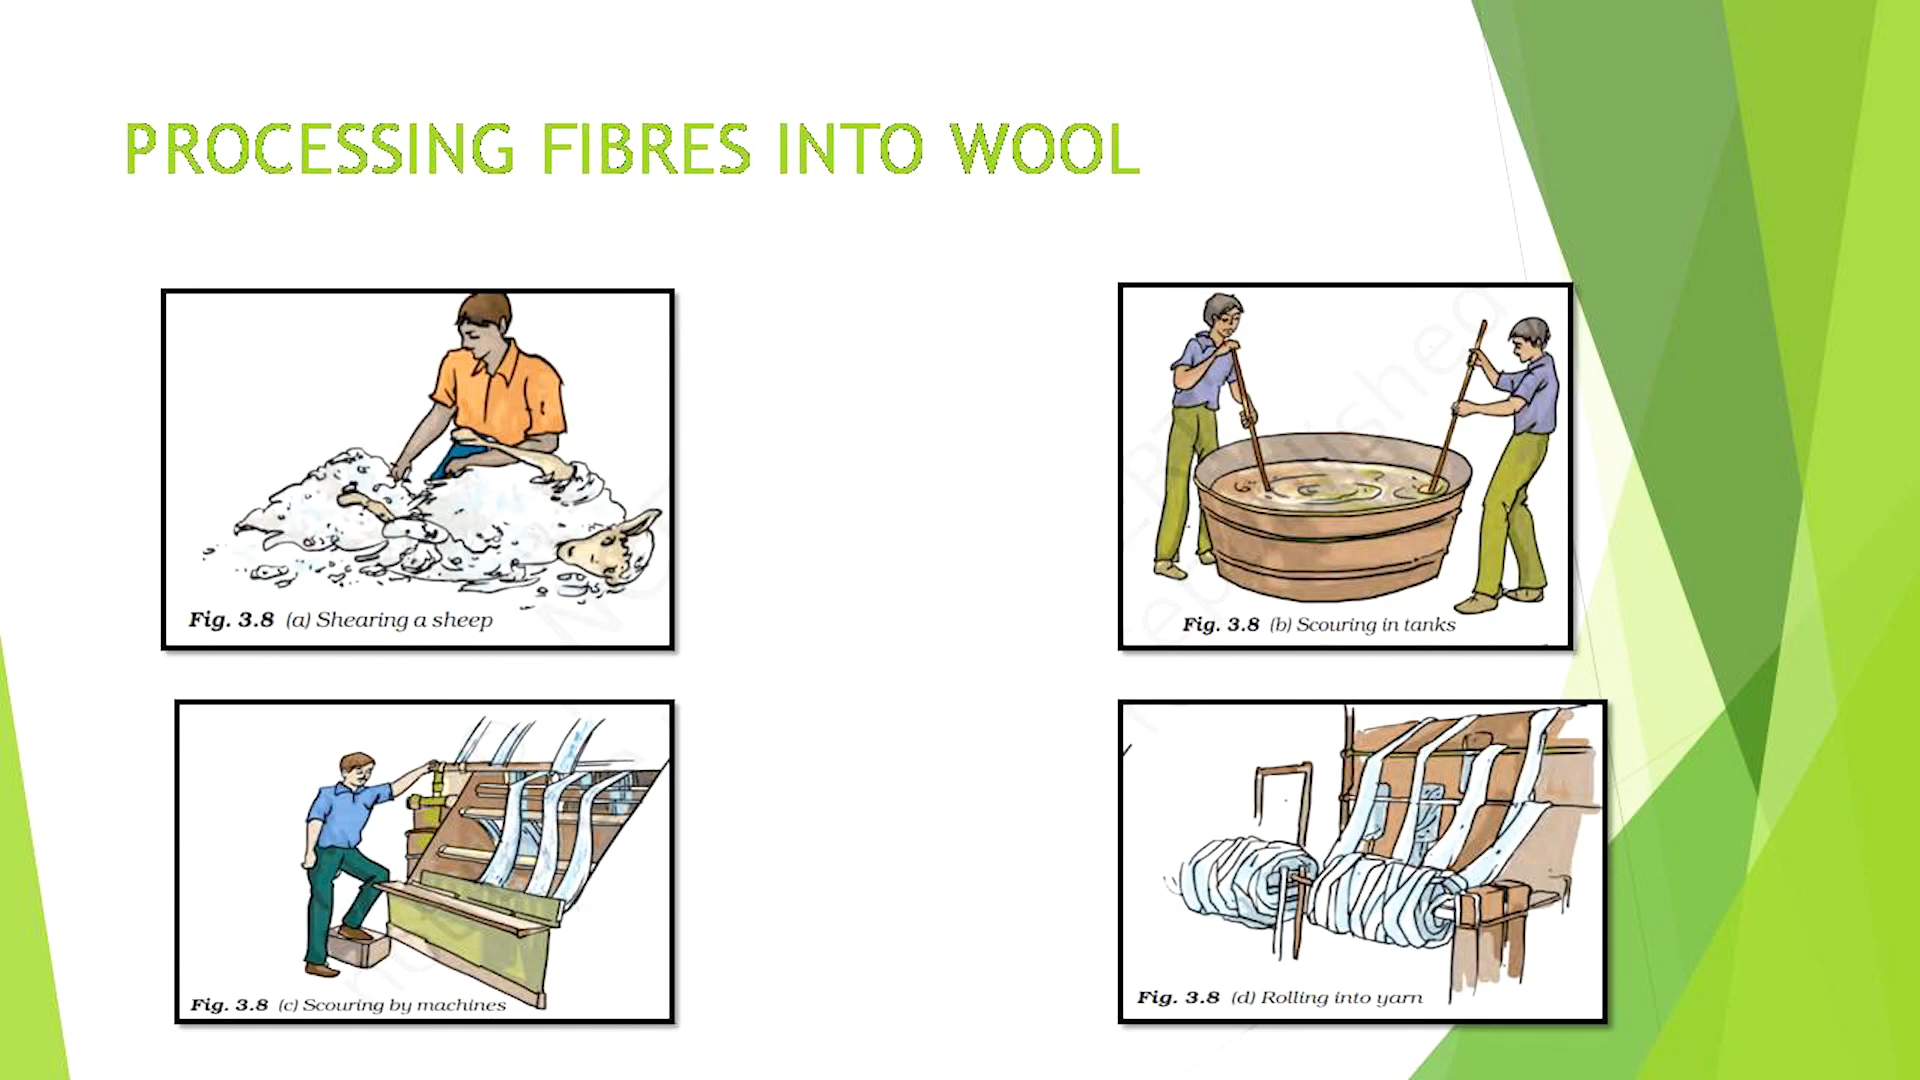 PROCESSING FIBRES INTO WOOL
Fig. 3.8 (a) Shearing a sheep
Fig. 3.8 (b) Scouring in tanks
Fig. 3.8 (c) Scouring by machines
Fig. 3.8 (d) Rolling into yarn